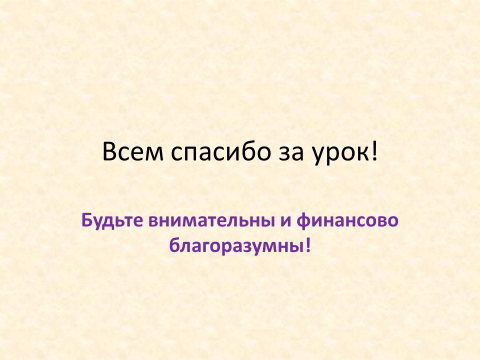 Всем спасибо за урок!
Будьте внимательны и финансово
благоразумны!